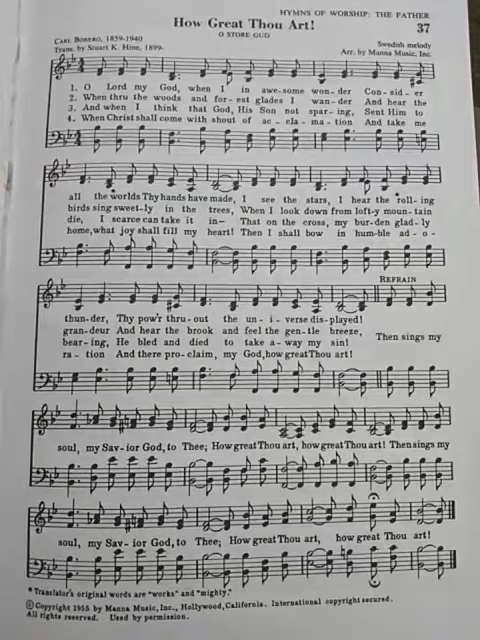 HYMNS OF WORSHIP: THE FATHER
How Great Thou Art! 37
O STORE GUD
CARL BOBERG, 1859-1940 Swedish melody
Trans. by Stuart K. Hine, 1899- Arr. by Manna Music, Inc.
1. O Lord my God, when I in awe-some won-der Con-sid-er
2. When thru the woods and for-est glades I wan-der And hear the
3. And when I think that God, His Son not spar-ing, Sent Him to
4. When Christ shall come with shout of ac-cla-ma-tion And take me
all the *worlds Thy hands have made, I see the stars, I hear the *roll-ing
birds sing sweet-ly in the trees, When I look down from loft-y moun-tain
die, I scarce can take it in— That on the cross, my bur-den glad-ly
home, what joy shall fill my heart! Then I shall bow in hum-ble ad-o-
REFRAIN
thun-der, Thy pow'r thru-out the un-i-verse dis-played!
gran-deur And hear the brook and feel the gen-tle breeze,
bear-ing, He bled and died to take a-way my sin! Then sings my
ra-tion And there pro-claim, my God, how great Thou art!
soul, my Sav-ior God, to Thee; How great Thou art, how great Thou art! Then sings my
soul, my Sav-ior God, to Thee; How great Thou art, how great Thou art!
* Translator's original words are "works" and "mighty."
© Copyright 1955 by Manna Music, Inc., Hollywood, California. International copyright secured.
All rights reserved. Used by permission.